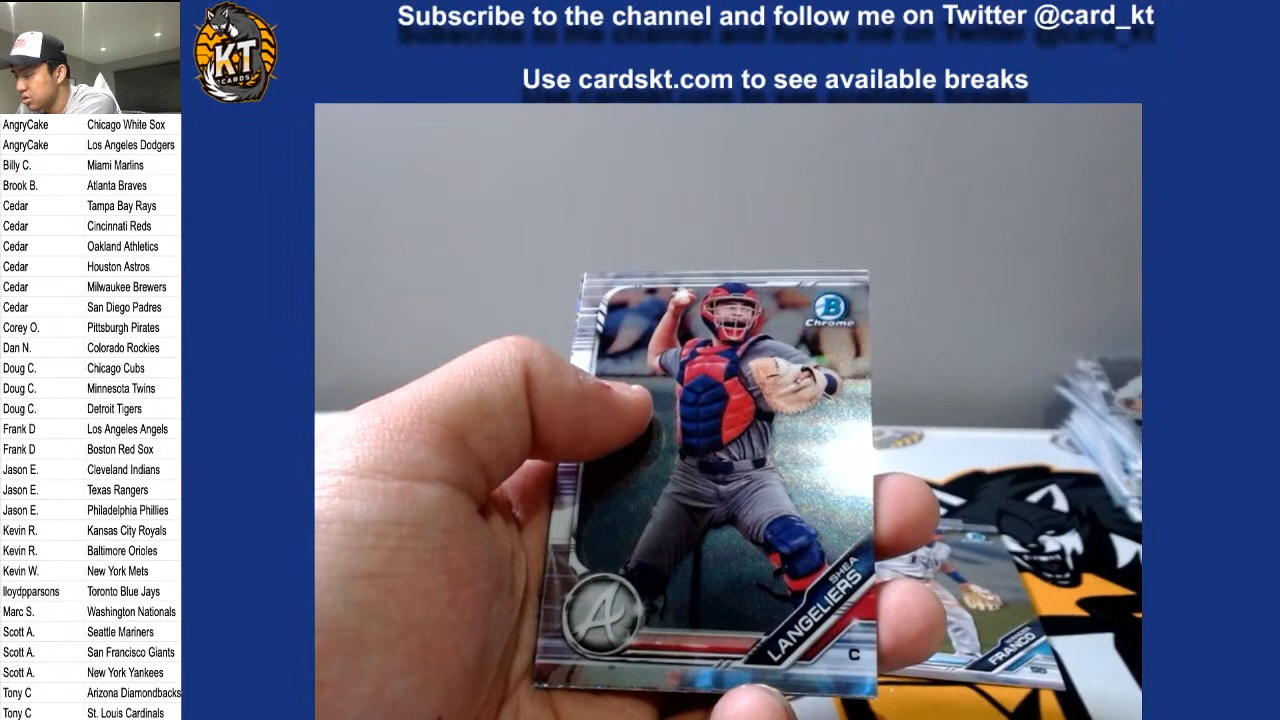 Subscribe to the channel and follow me on Twitter @card_kt
Use cardskt.com to see available breaks
KT
CARDS
AngryCake Chicago White Sox
AngryCake Los Angeles Dodgers
Billy C. Miami Marlins
Brook B. Atlanta Braves
Cedar Tampa Bay Rays
Cedar Cincinnati Reds
Cedar Oakland Athletics
Cedar Houston Astros
Cedar Milwaukee Brewers
Cedar San Diego Padres
Corey O. Pittsburgh Pirates
Dan N. Colorado Rockies
Doug C. Chicago Cubs
Doug C. Minnesota Twins
Doug C. Detroit Tigers
Frank D Los Angeles Angels
Frank D Boston Red Sox
Jason E. Cleveland Indians
Jason E. Texas Rangers
Jason E. Philadelphia Phillies
Kevin R. Kansas City Royals
Kevin R. Baltimore Orioles
Kevin W. New York Mets
lloydpparsons Toronto Blue Jays
Marc S. Washington Nationals
Scott A. Seattle Mariners
Scott A. San Francisco Giants
Scott A. New York Yankees
Tony C Arizona Diamondbacks
Tony C St. Louis Cardinals
B
Chrome
A
SHEA
LANGELIERS
C
FRANCO
SS